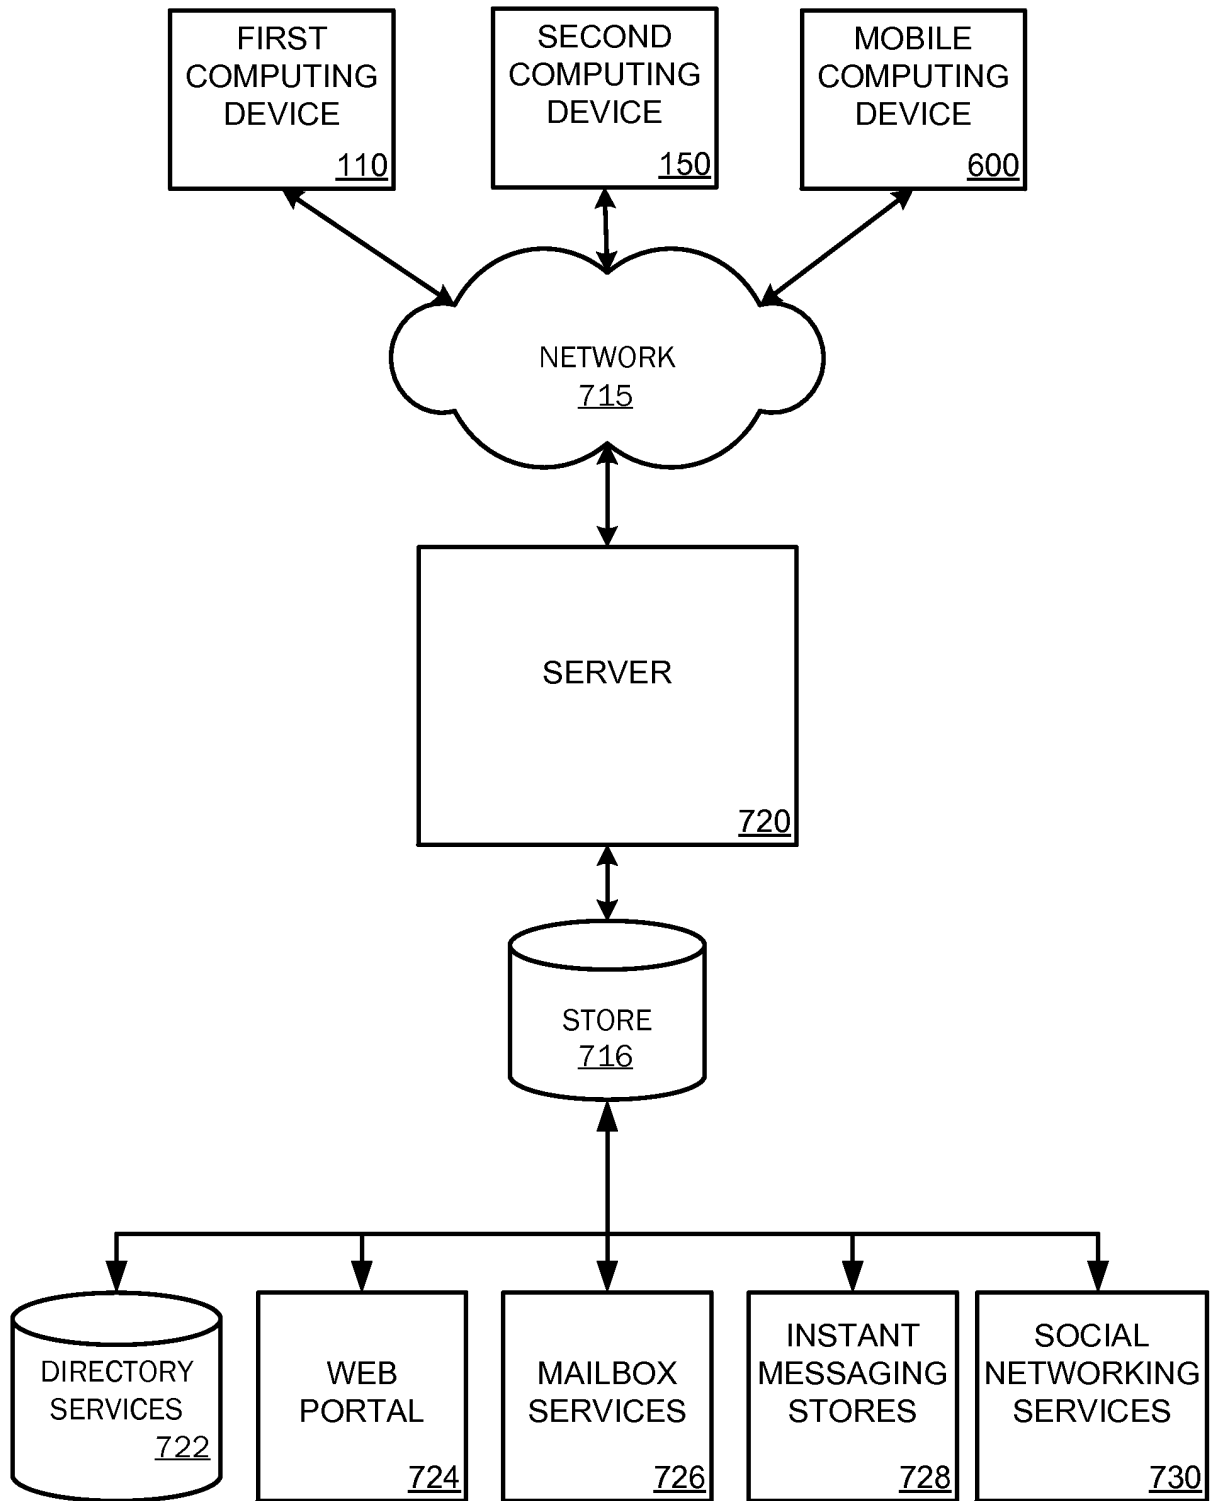 FIRST
COMPUTING
DEVICE
110
SECOND
COMPUTING
DEVICE
150
MOBILE
COMPUTING
DEVICE
600
NETWORK
715
SERVER
720
STORE
716
DIRECTORY
SERVICES
722
WEB
PORTAL
724
MAILBOX
SERVICES
726
INSTANT
MESSAGING
STORES
728
SOCIAL
NETWORKING
SERVICES
730